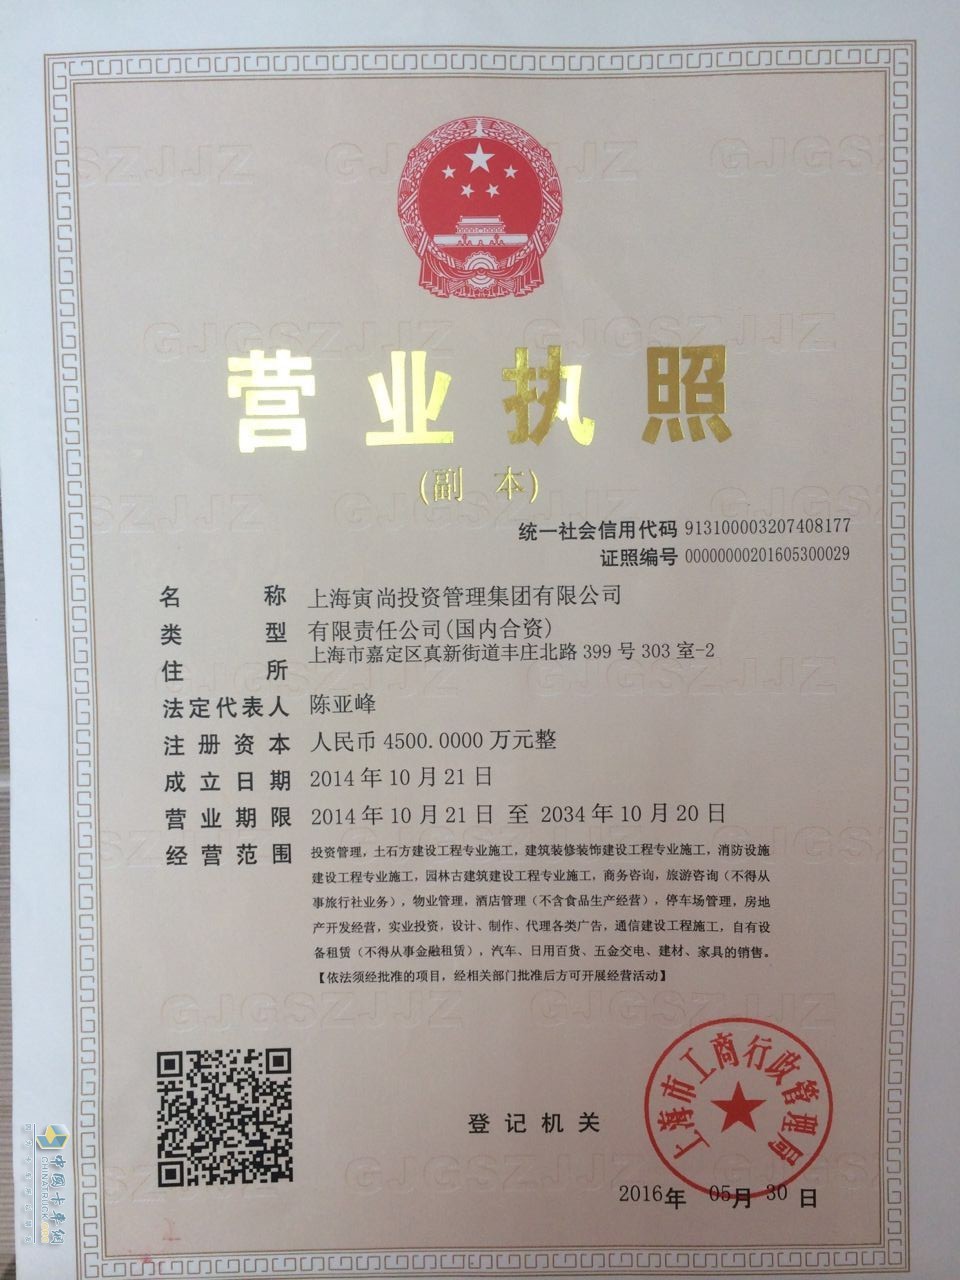 营业执照
(副 本)
统一社会信用代码 913100003207408177
证照编号 00000000201605300029
名 称 上海寅尚投资管理集团有限公司
类 型 有限责任公司(国内合资)
住 所 上海市嘉定区真新街道丰庄北路 399 号 303 室-2
法定代表人 陈亚峰
注册资本 人民币 4500.0000 万元整
成立日期 2014 年 10 月 21 日
营业期限 2014 年 10 月 21 日 至 2034 年 10 月 20 日
经营范围 投资管理，土石方建设工程专业施工，建筑装修装饰建设工程专业施工，消防设施
建设工程专业施工，园林古建筑建设工程专业施工，商务咨询，旅游咨询（不得从
事旅行社业务），物业管理，酒店管理（不含食品生产经营），停车场管理，房地
产开发经营，实业投资，设计、制作、代理各类广告，通信建设工程施工，自有设
备租赁（不得从事金融租赁），汽车、日用百货、五金交电、建材、家具的销售。
【依法须经批准的项目，经相关部门批准后方可开展经营活动】
登记机关
上海市工商行政管理局
2016年 05月 30 日
中国卡车网
CHINATRUCK.ORG
GJGSZJJZ